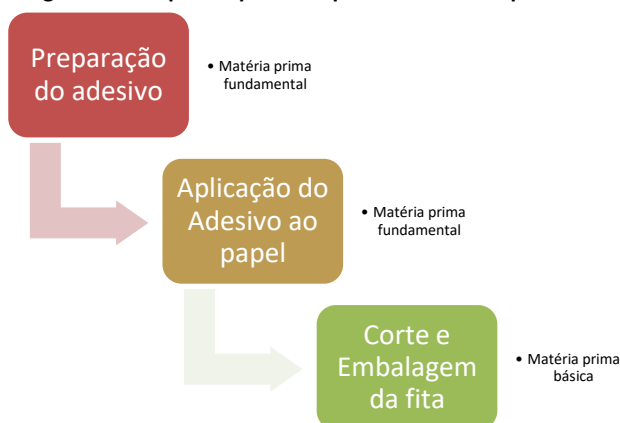 Preparação
do adesivo
• Matéria prima
fundamental
Aplicação do
Adesivo ao
papel
• Matéria prima
fundamental
Corte e
Embalagem
da fita
• Matéria prima
básica